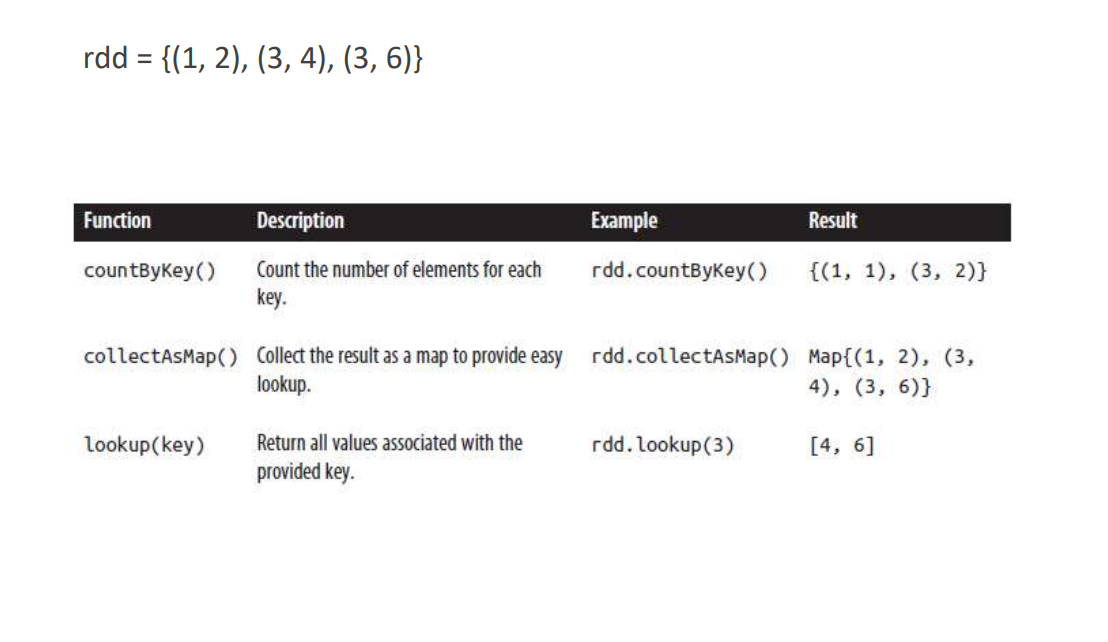 rdd = {(1, 2), (3, 4), (3, 6)}
Function Description Example Result
countByKey() Count the number of elements for each rdd.countByKey() {(1, 1), (3, 2)}
key.
collectAsMap() Collect the result as a map to provide easy rdd.collectAsMap() Map{(1, 2), (3,
lookup. 4), (3, 6)}
lookup(key) Return all values associated with the rdd.lookup(3) [4, 6]
provided key.